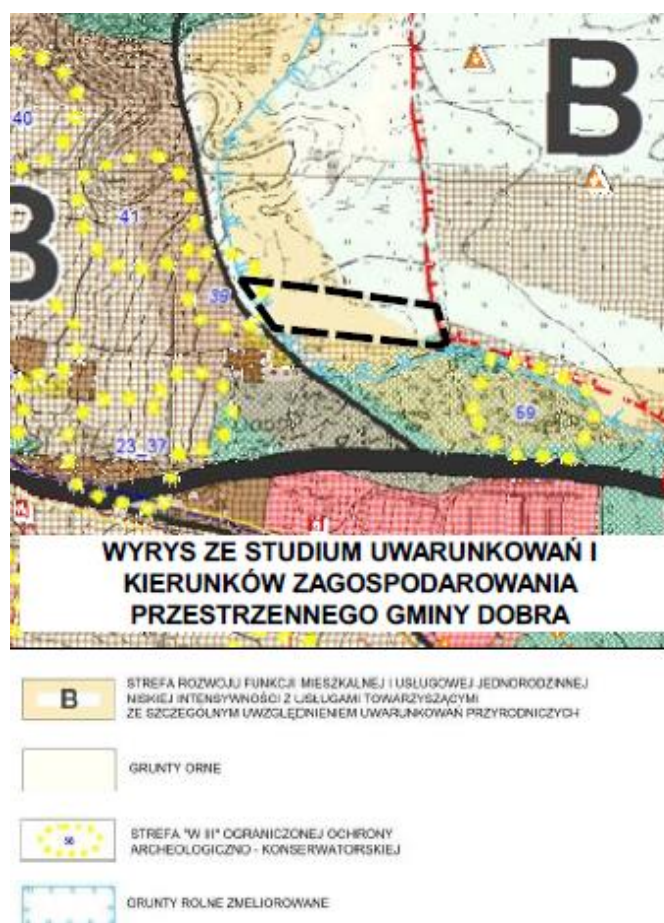 B
40
41
B
39
59
23_37
WYRYS ZE STUDIUM UWARUNKOWAŃ I
KIERUNKÓW ZAGOSPODAROWANIA
PRZESTRZENNEGO GMINY DOBRA
B
STREFA ROZWOJU FUNKCJI MIESZKALNEJ I USŁUGOWEJ JEDNORODZINNEJ
NISKIEJ INTENSYWNOŚCI Z USŁUGAMI TOWARZYSZĄCYMI
ZE SZCZEGÓLNYM UWZGLĘDNIENIEM UWARUNKOWAŃ PRZYRODNICZYCH
GRUNTY ORNE
STREFA "W III" OGRANICZONEJ OCHRONY
ARCHEOLOGICZNO - KONSERWATORSKIEJ
GRUNTY ROLNE ZMELIOROWANE